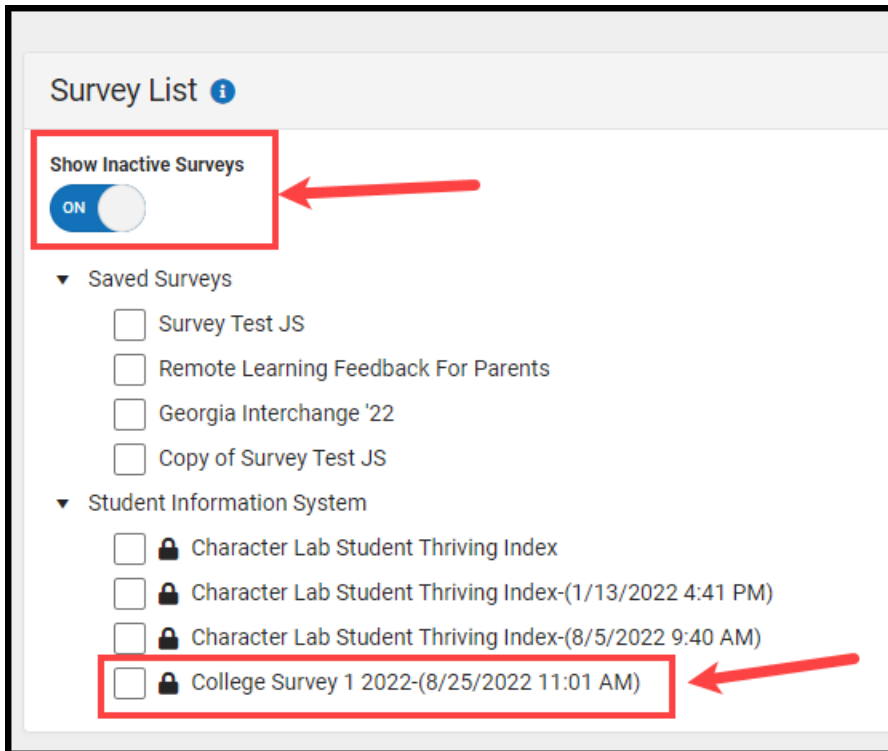 Survey List
Show Inactive Surveys
ON
Saved Surveys
Survey Test JS
Remote Learning Feedback For Parents
Georgia Interchange '22
Copy of Survey Test JS
Student Information System
Character Lab Student Thriving Index
Character Lab Student Thriving Index-(1/13/2022 4:41 PM)
Character Lab Student Thriving Index-(8/5/2022 9:40 AM)
College Survey 1 2022-(8/25/2022 11:01 AM)